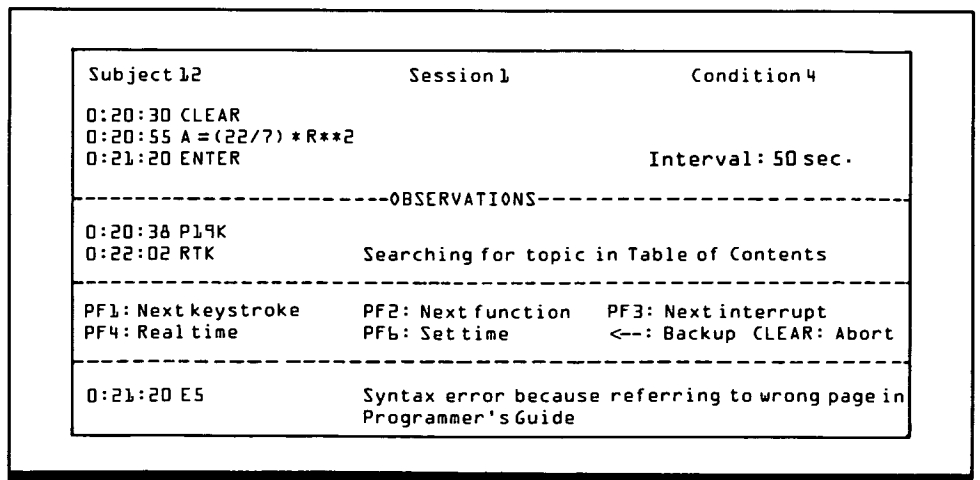 Subject 12 Session 1 Condition 4
0:20:30 CLEAR
0:20:55 A = (22/7) * R**2
0:21:20 ENTER Interval: 50 sec.
-----------------------OBSERVATIONS---------------------------
0:20:38 P19K
0:22:02 RTK Searching for topic in Table of Contents
PF1: Next keystroke PF2: Next function PF3: Next interrupt
PF4: Real time PF6: Set time <--: Backup CLEAR: Abort
0:21:20 E5 Syntax error because referring to wrong page in
Programmer's Guide